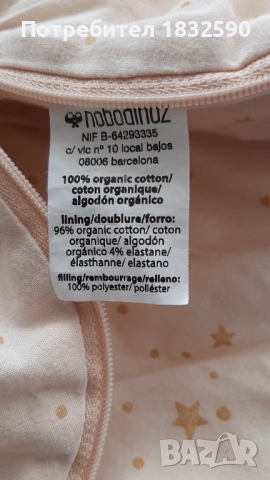 Потребител 1832590
nobodinoz
NIF B-64293335
c/ vic nº 10 local bajos
08006 barcelona
100% organic cotton/
coton organique/
algodón orgánico
lining/doublure/forro:
96% organic cotton/ coton
organique/ algodón
orgánico 4% elastane/
élasthanne/ elastano
filling/rembourrage/relleno:
100% polyester/ poliéster
BAZAR